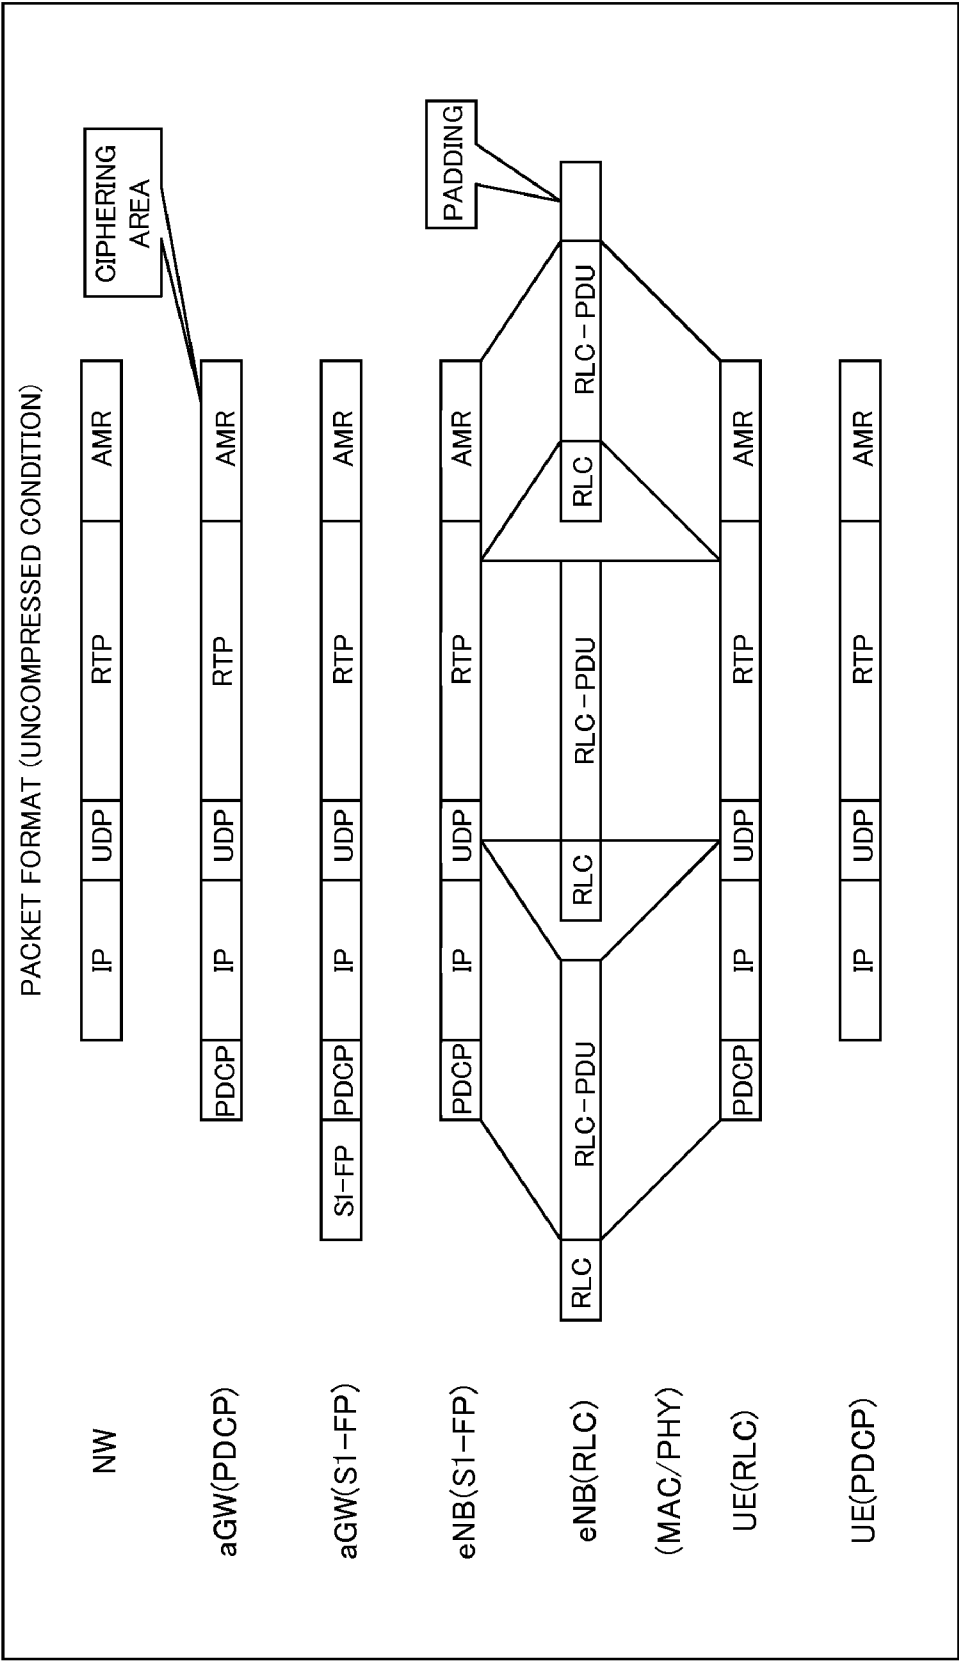 PACKET FORMAT (UNCOMPRESSED CONDITION)
CIPHERING
AREA
NW
IP UDP RTP AMR
aGW(PDCP)
PDCP IP UDP RTP AMR
aGW(S1-FP)
S1-FP PDCP IP UDP RTP AMR
PADDING
eNB(S1-FP)
PDCP IP UDP RTP AMR
eNB(RLC)
RLC RLC-PDU RLC RLC-PDU RLC RLC-PDU
(MAC/PHY)
UE(RLC)
PDCP IP UDP RTP AMR
UE(PDCP)
IP UDP RTP AMR